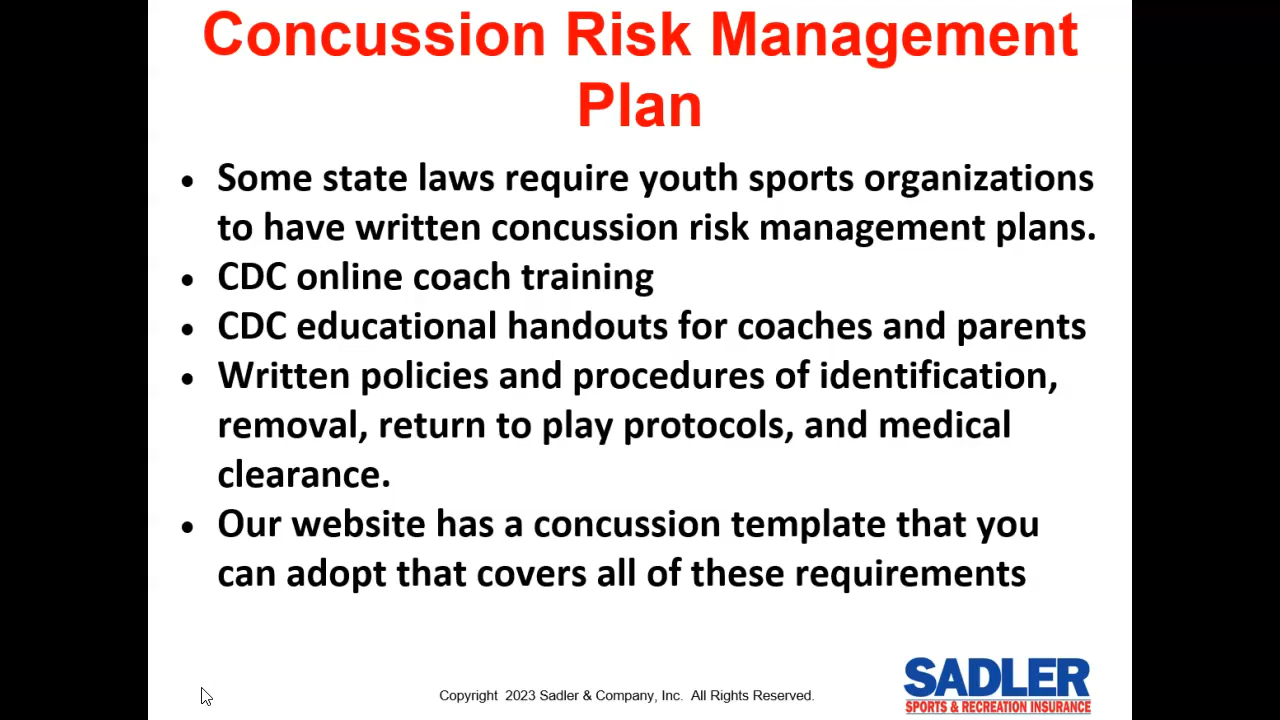 Concussion Risk Management
Plan
• Some state laws require youth sports organizations
to have written concussion risk management plans.
• CDC online coach training
• CDC educational handouts for coaches and parents
• Written policies and procedures of identification,
removal, return to play protocols, and medical
clearance.
• Our website has a concussion template that you
can adopt that covers all of these requirements
Copyright 2023 Sadler & Company, Inc. All Rights Reserved.
SADLER
SPORTS & RECREATION INSURANCE